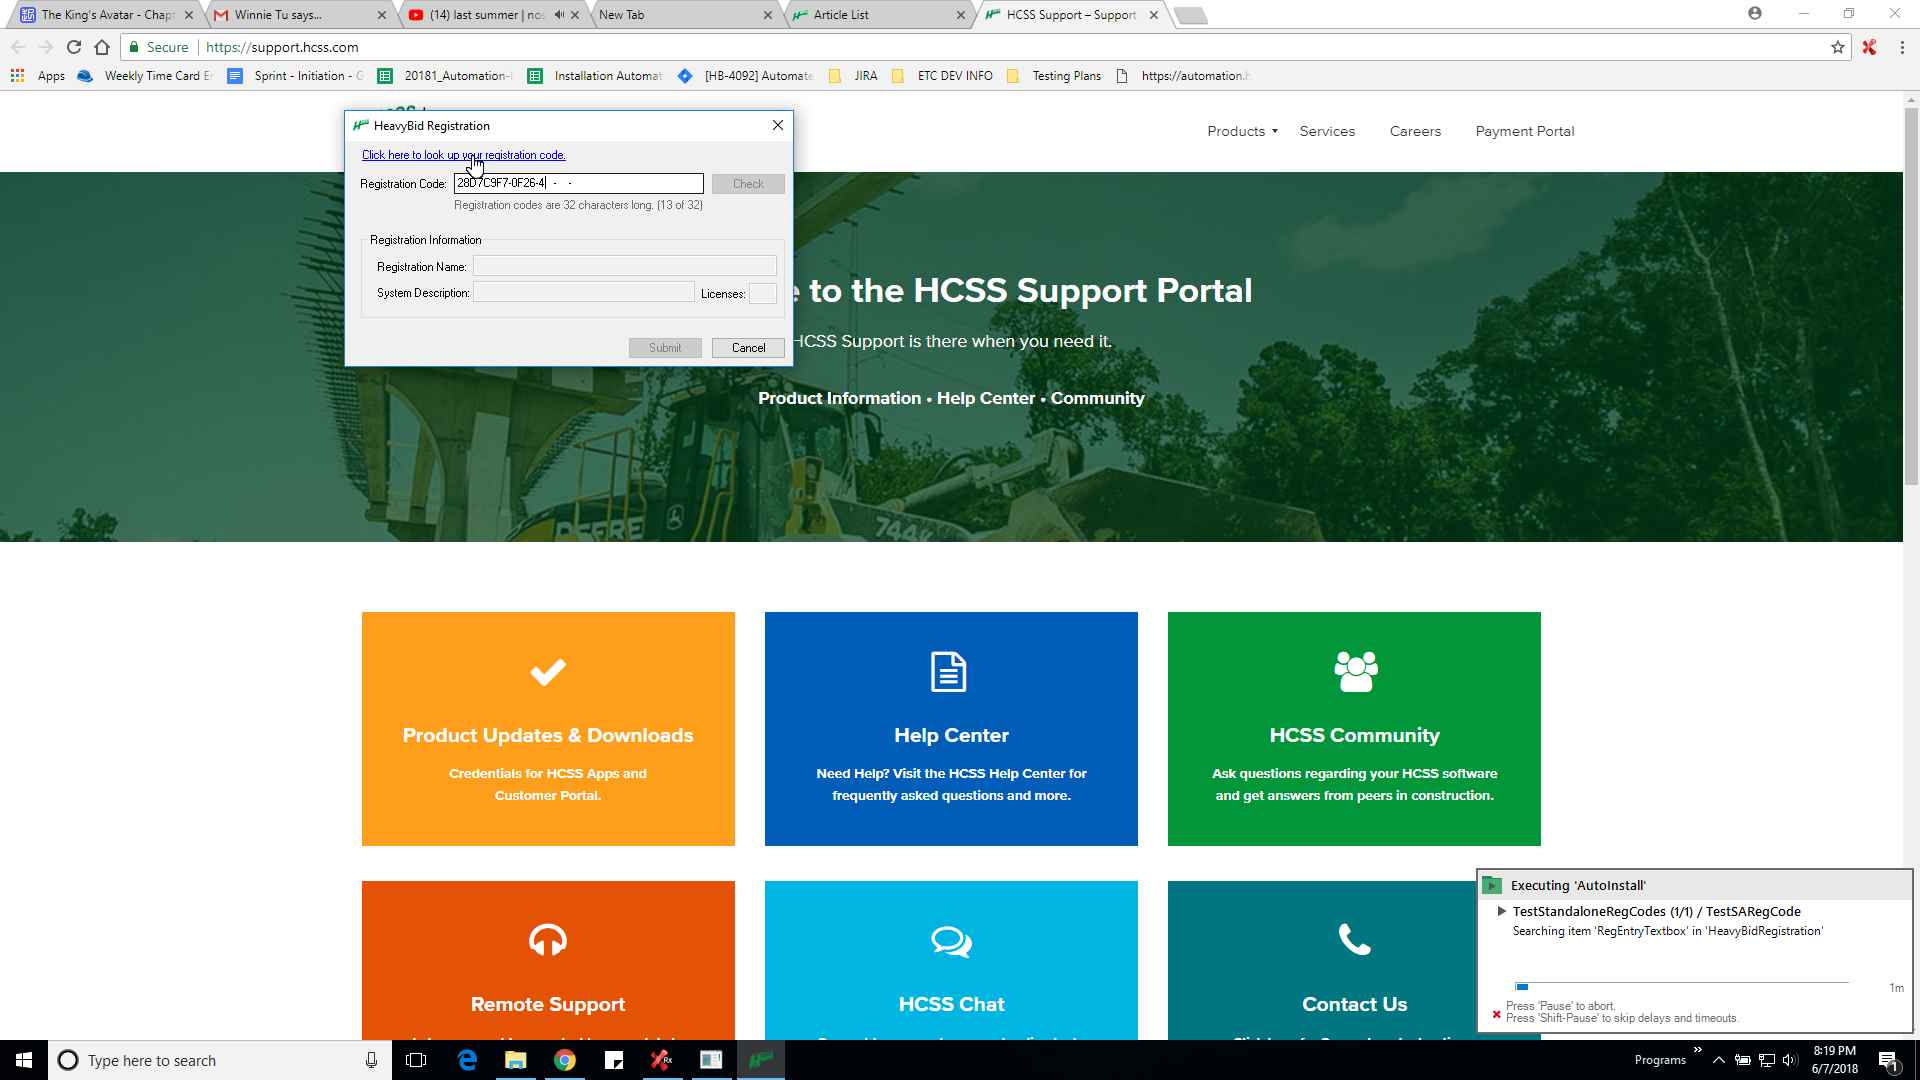 The King's Avatar - Chapt
Winnie Tu says...
(14) last summer | nos
New Tab
Article List
HCSS Support – Support
Secure
https://support.hcss.com
Apps
Weekly Time Card E
Sprint - Initiation - G
20181_Automation-
Installation Automat
[HB-4092] Automate
JIRA
ETC DEV INFO
Testing Plans
https://automation.h
Products
Services
Careers
Payment Portal
HeavyBid Registration
Click here to look up your registration code.
Registration Code:
28D7C9F7-0F26-4 - -
Check
Registration codes are 32 characters long. (13 of 32)
Registration Information
Registration Name:
System Description:
Licenses:
Submit
Cancel
e to the HCSS Support Portal
HCSS Support is there when you need it.
Product Information • Help Center • Community
DEERE
744K
Product Updates & Downloads
Credentials for HCSS Apps and
Customer Portal.
Help Center
Need Help? Visit the HCSS Help Center for
frequently asked questions and more.
HCSS Community
Ask questions regarding your HCSS software
and get answers from peers in construction.
Remote Support
HCSS Chat
Contact Us
Executing 'AutoInstall'
TestStandaloneRegCodes (1/1) / TestSARegCode
Searching item 'RegEntryTextbox' in 'HeavyBidRegistration'
1m
Press 'Pause' to abort.
Press 'Shift-Pause' to skip delays and timeouts.
Type here to search
Programs
8:19 PM
6/7/2018
1